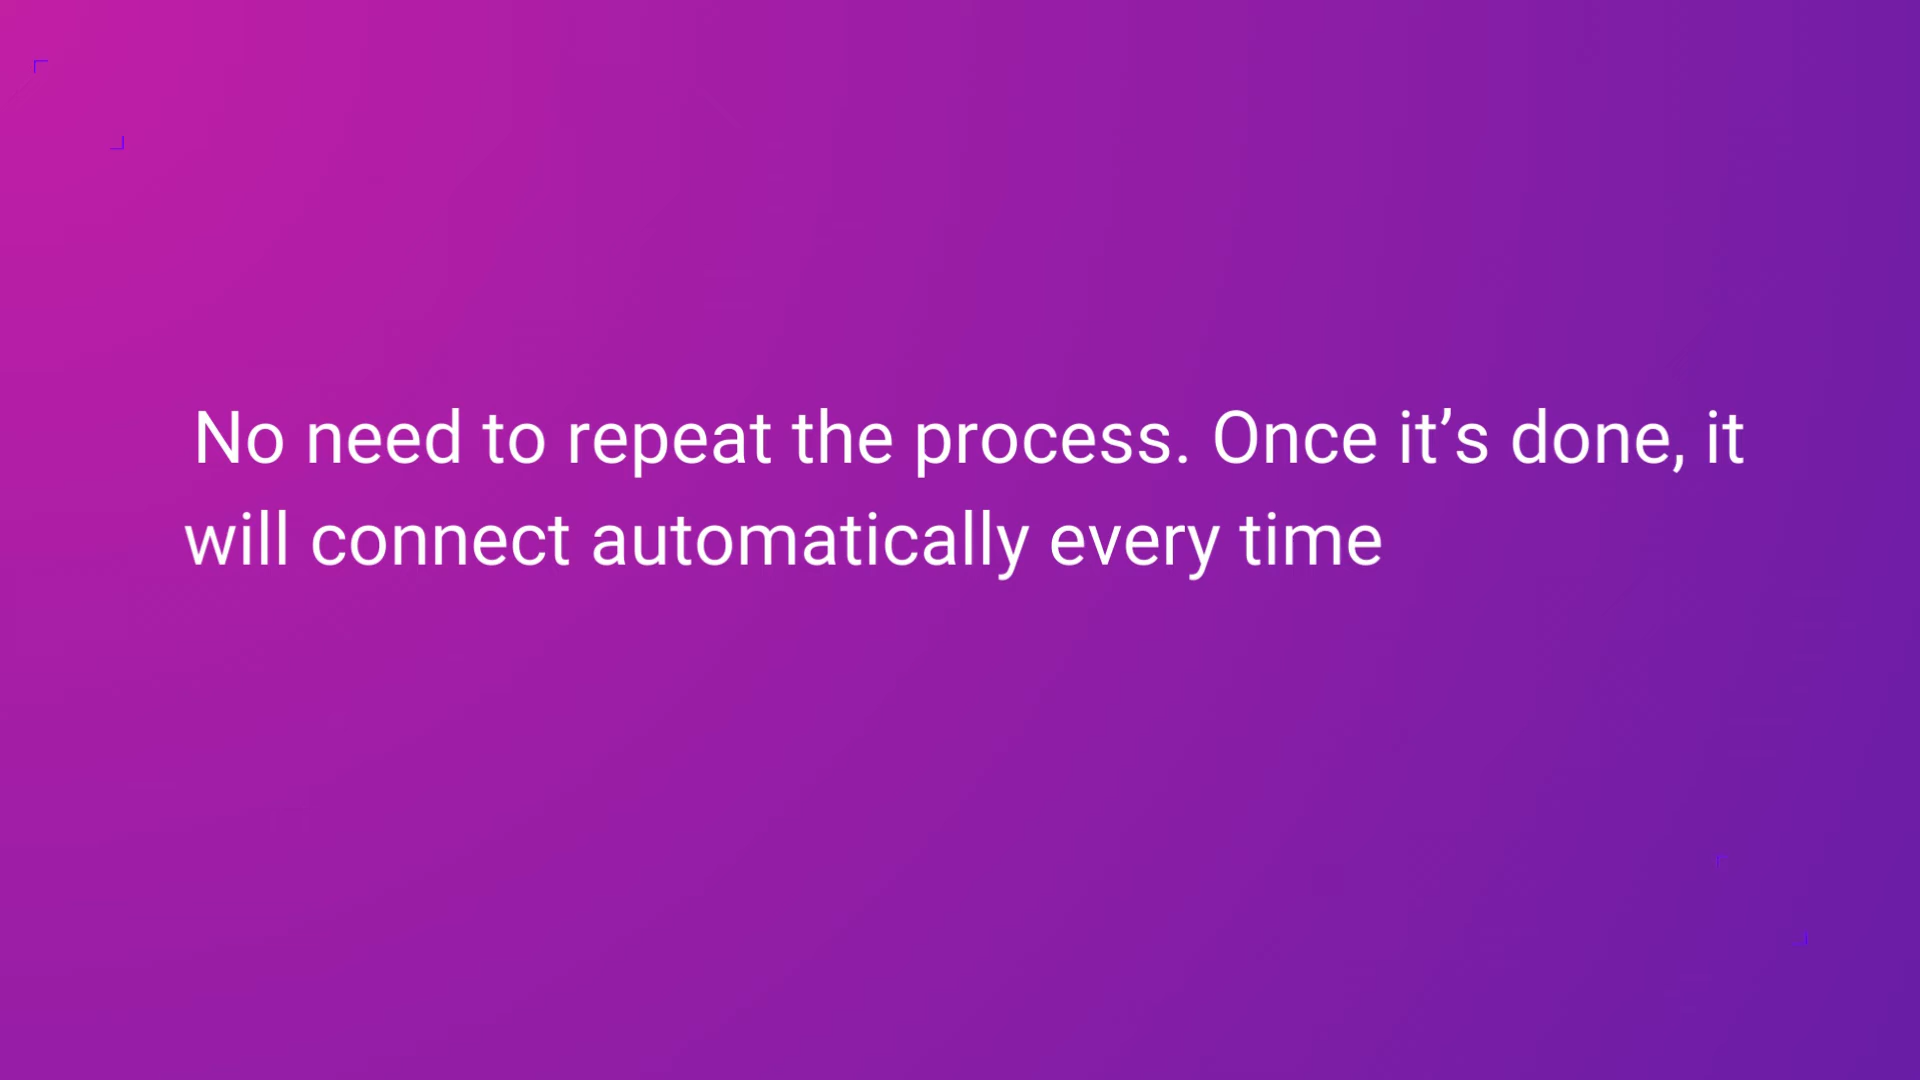 No need to repeat the process. Once it’s done, it
will connect automatically every time